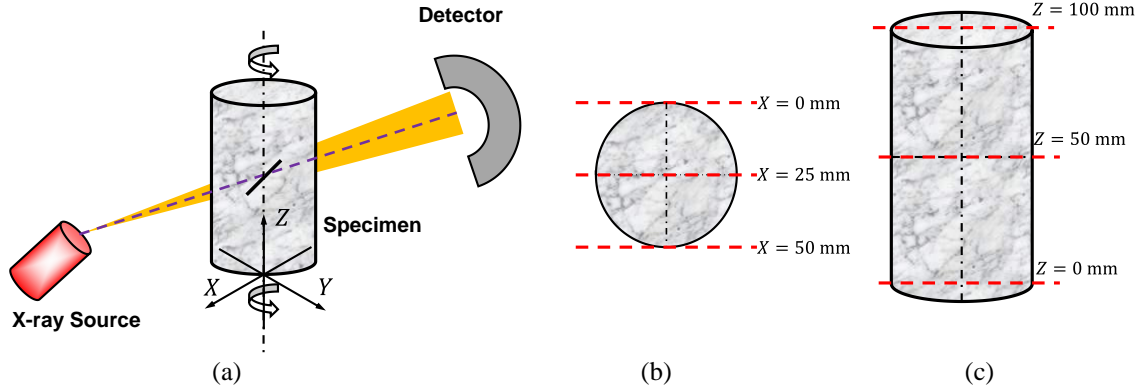 Detector
Z
Specimen
X
Y
X-ray Source
(a)
X = 0 mm
X = 25 mm
X = 50 mm
(b)
Z = 100 mm
Z = 50 mm
Z = 0 mm
(c)